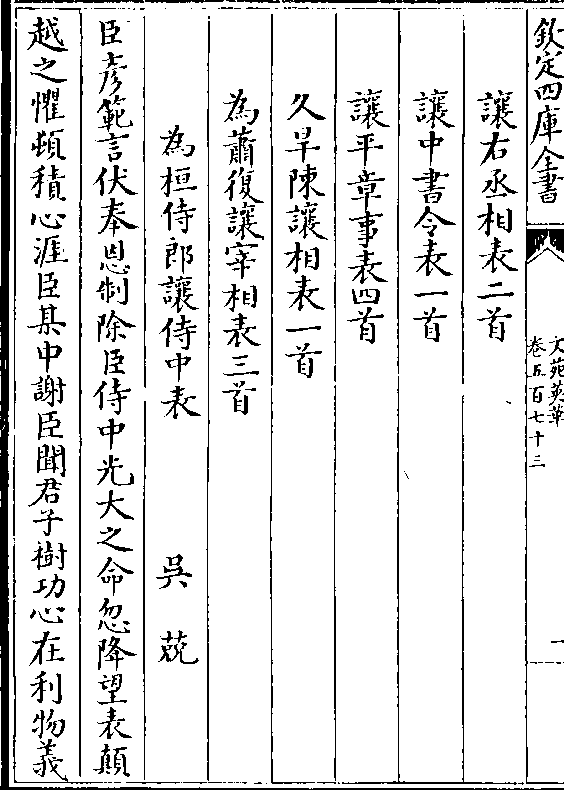 欽定四庫全書
文苑英華
卷五百七十三
一
讓右丞相表二首
讓中書令表一首
讓平章事表四首
久旱陳讓相表一首
為蕭復讓宰相表三首
為桓侍郎讓侍中表 吳兢
臣彦範言伏奉恩制除臣侍中光大之命忽降望表顛
越之懼頓積心涯臣某中謝臣聞君子樹功心在利物義